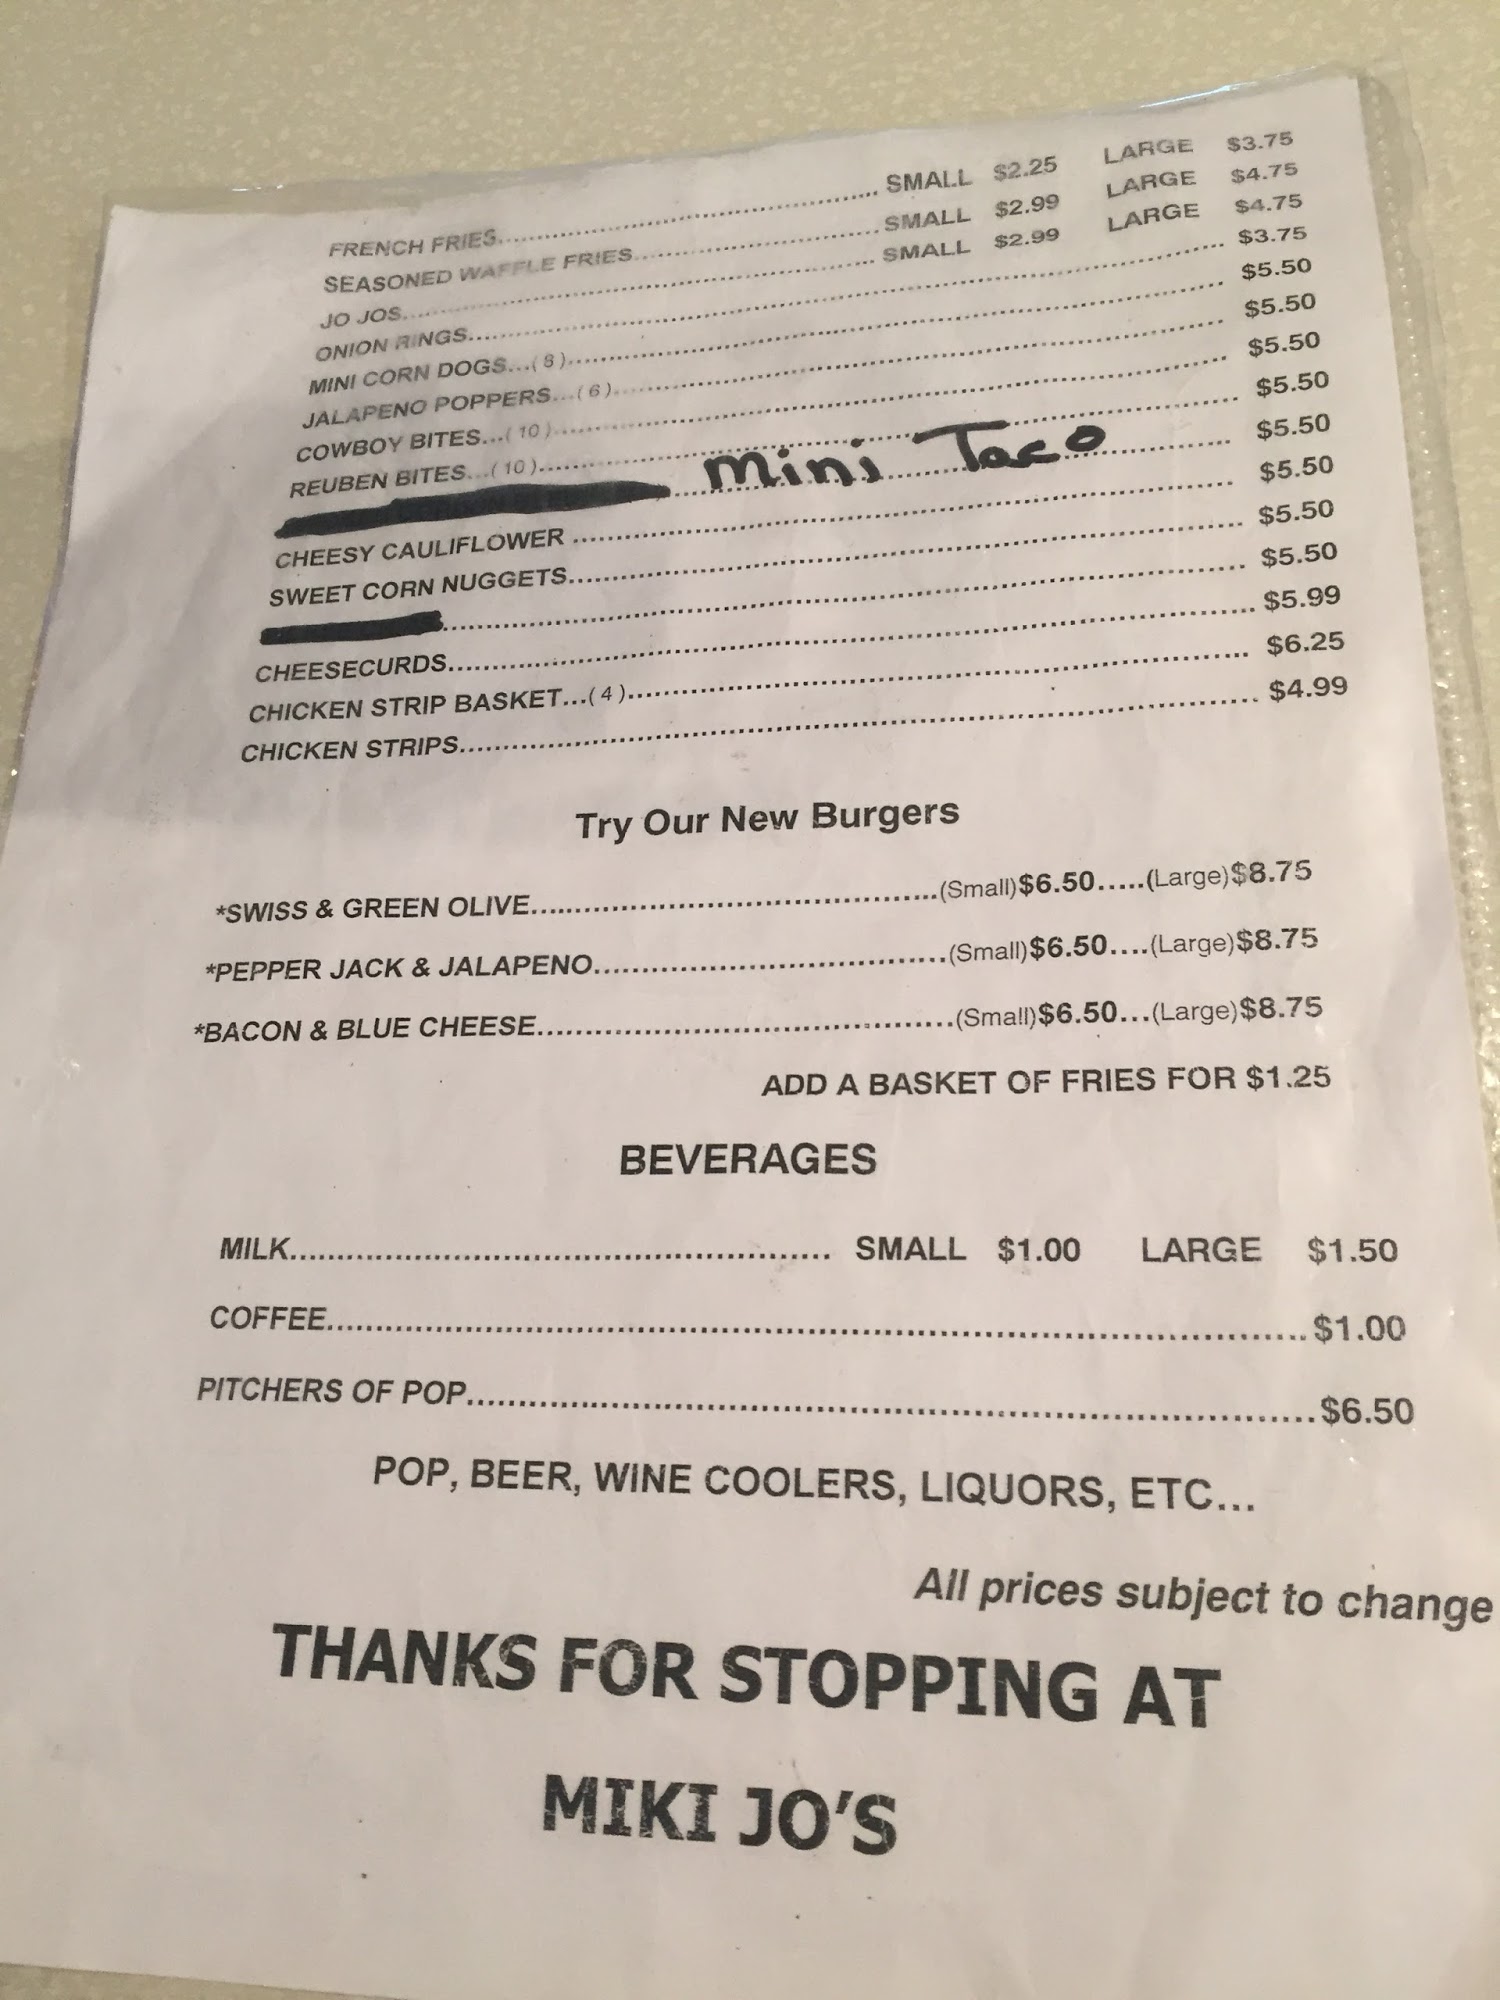 FRENCH FRIES.......................................... SMALL $2.25 LARGE $3.75
SEASONED WAFFLE FRIES........................... SMALL $2.99 LARGE $4.75
JO JOS..................................................... SMALL $2.99 LARGE $4.75
ONION RINGS........................................................................ $3.75
MINI CORN DOGS...( 8 )........................................................... $5.50
JALAPENO POPPERS...( 6 )....................................................... $5.50
COWBOY BITES...( 10 )............................................................. $5.50
REUBEN BITES...( 10 )............................................................. $5.50
Mini Taco ........................................ $5.50
CHEESY CAULIFLOWER ........................................................... $5.50
SWEET CORN NUGGETS........................................................... $5.50
.................................................................................. $5.50
CHEESECURDS........................................................................ $5.99
CHICKEN STRIP BASKET...( 4 ).................................................. $6.25
CHICKEN STRIPS...................................................................... $4.99
Try Our New Burgers
*SWISS & GREEN OLIVE..........................................(Small)$6.50.....(Large)$8.75
*PEPPER JACK & JALAPENO....................................(Small)$6.50....(Large)$8.75
*BACON & BLUE CHEESE..........................................(Small)$6.50...(Large)$8.75
ADD A BASKET OF FRIES FOR $1.25
BEVERAGES
MILK........................................................ SMALL $1.00 LARGE $1.50
COFFEE....................................................................................................$1.00
PITCHERS OF POP....................................................................................$6.50
POP, BEER, WINE COOLERS, LIQUORS, ETC...
All prices subject to change
THANKS FOR STOPPING AT
MIKI JO'S